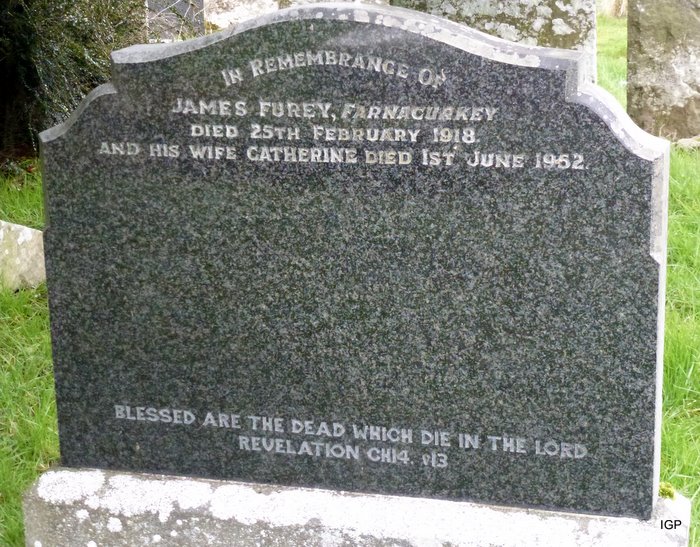 IN REMEMBRANCE OF
JAMES FUREY, FARNACURKEY
DIED 25TH FEBRUARY 1918.
AND HIS WIFE CATHERINE DIED 1ST JUNE 1952.
BLESSED ARE THE DEAD WHICH DIE IN THE LORD
REVELATION CH14. v13
IGP